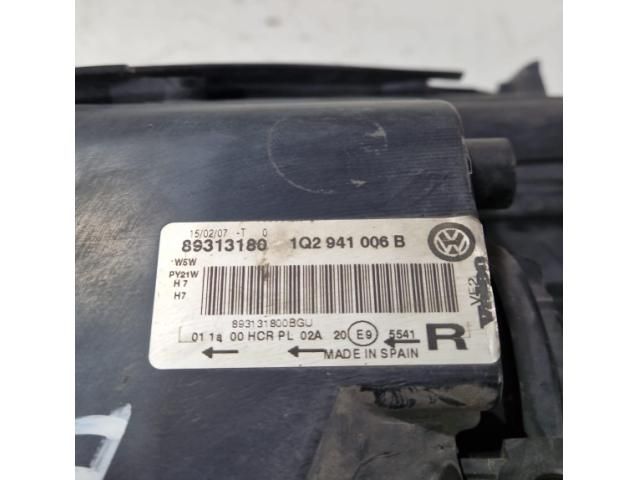 15/02/07 -T 0
89313180 1Q2 941 006 B
W5W
PY21W
H7
H7
VE2
Valeo
893131800BGU
01 1a 00 HCR PL 02A 20 E9 5541 R
MADE IN SPAIN